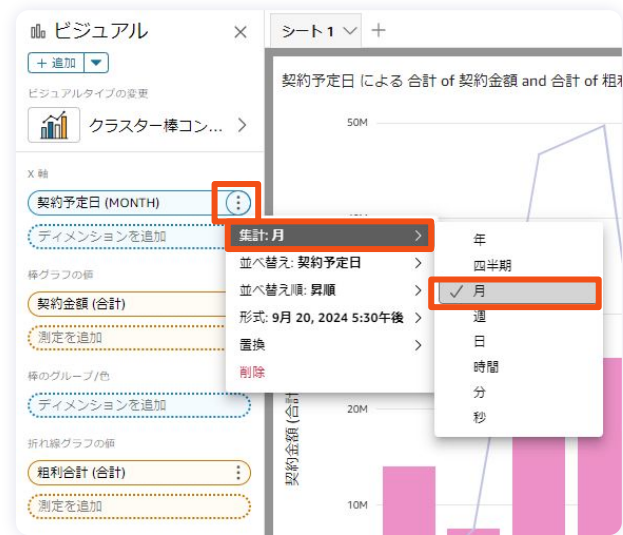 ビジュアル
+ 追加
ビジュアルタイプの変更
クラスター棒コン...
X 軸
契約予定日 (MONTH)
ディメンションを追加
棒グラフの値
契約金額 (合計)
測定を追加
棒のグループ/色
ディメンションを追加
折れ線グラフの値
粗利合計 (合計)
測定を追加
シート 1
契約予定日 による 合計 of 契約金額 and 合計 of 粗
50M
20M
10M
契約金額 (合計
集計: 月
並べ替え: 契約予定日
並べ替え順: 昇順
形式: 9月 20, 2024 5:30午後
置換
削除
年
四半期
月
週
日
時間
分
秒